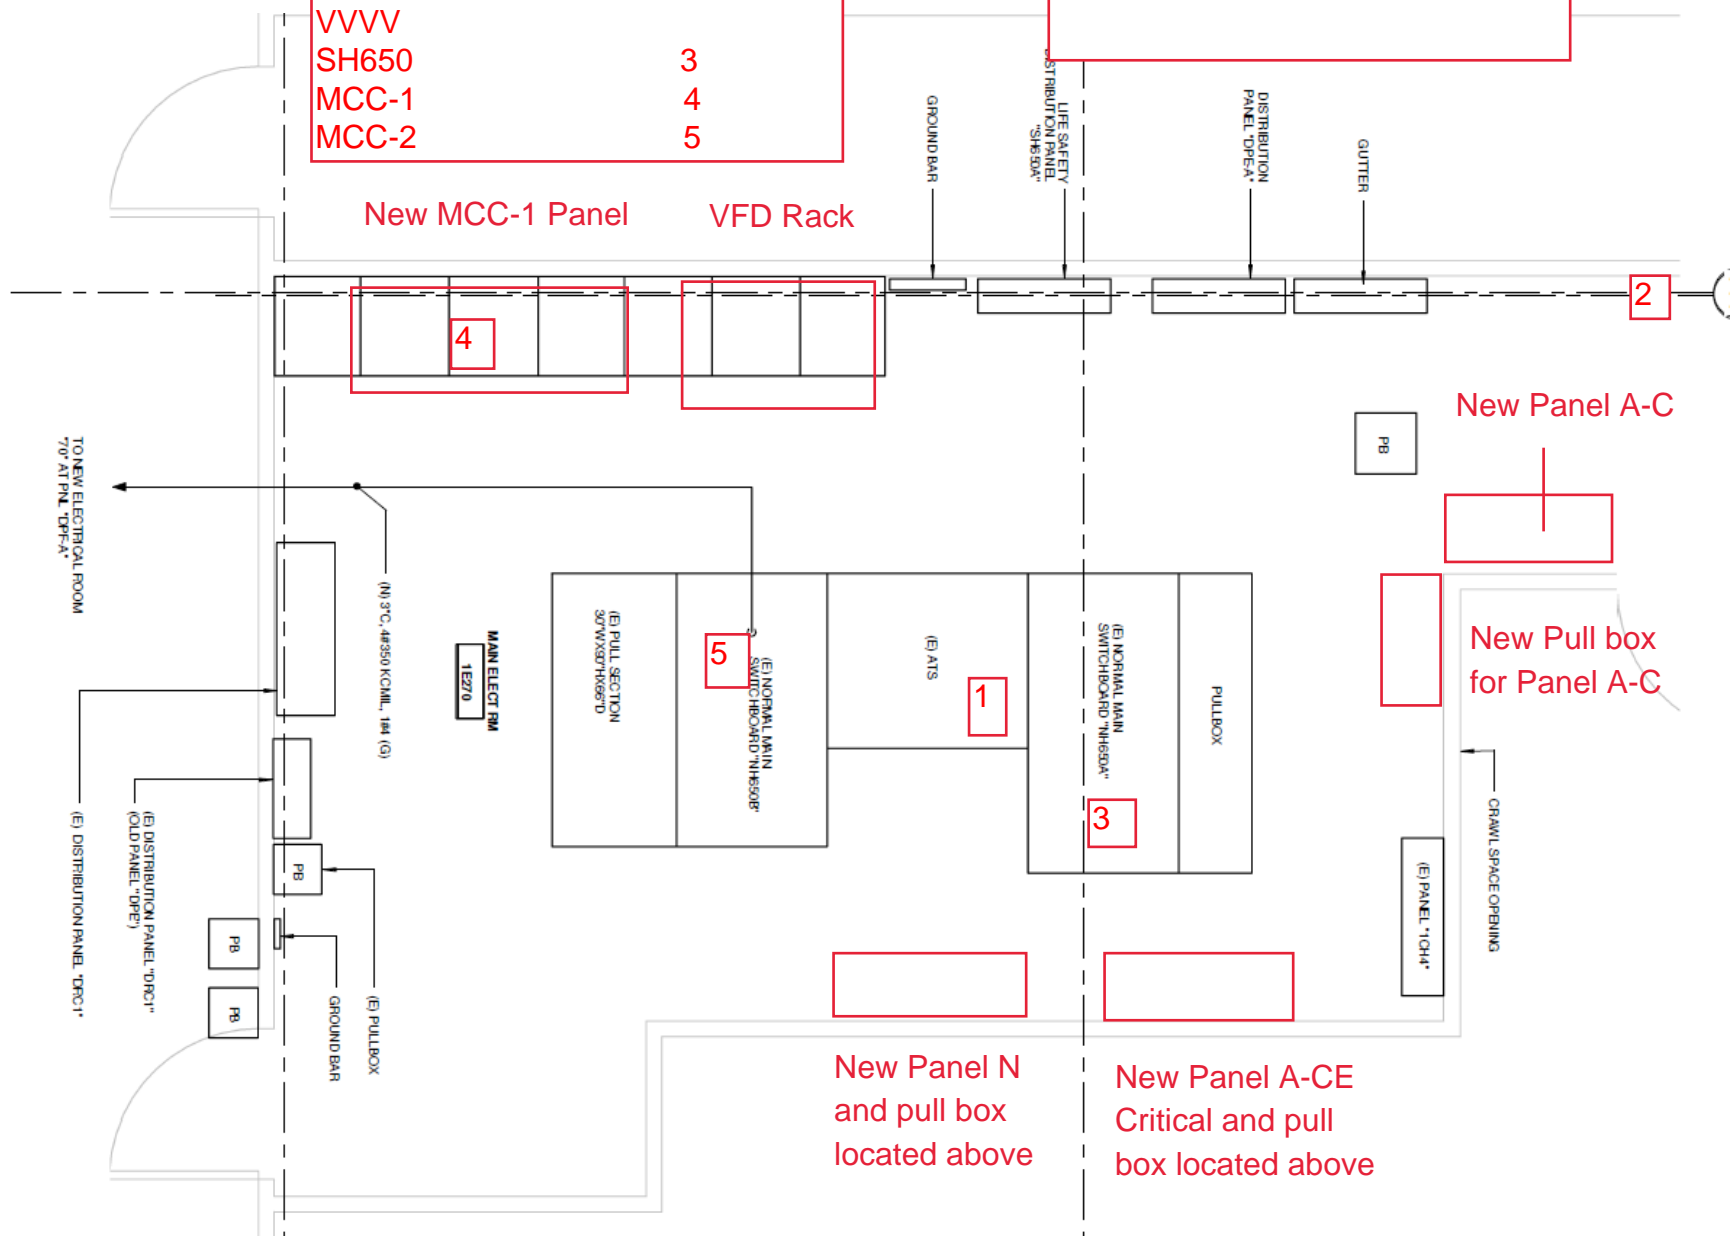 VVVV
SH650 3
MCC-1 4
MCC-2 5
New MCC-1 Panel
VFD Rack
GROUND BAR
LIFE SAFETY
DISTRIBUTION PANEL
"SH650A"
DISTRIBUTION
PANEL "DPE-A"
GUTTER
4
2
New Panel A-C
PB
TO NEW ELECTRICAL ROOM
"70" AT PNL "DPF-A"
(N) 3"C, 4#350 KCMIL, 1#4 (G)
MAIN ELECT RM
1E270
(E) PULL SECTION
30"WX90"HX66"D
5
(E) NORMAL MAIN
SWITCHBOARD "NH650B"
(E) ATS
1
(E) NORMAL MAIN
SWITCHBOARD "NH650A"
3
PULLBOX
New Pull box
for Panel A-C
CRAWL SPACE OPENING
(E) PANEL "1CH4"
(E) DISTRIBUTION PANEL "DRC1"
(E) DISTRIBUTION PANEL "DRC1"
(OLD PANEL "DPE")
PB
PB
PB
GROUND BAR
(E) PULLBOX
New Panel N
and pull box
located above
New Panel A-CE
Critical and pull
box located above